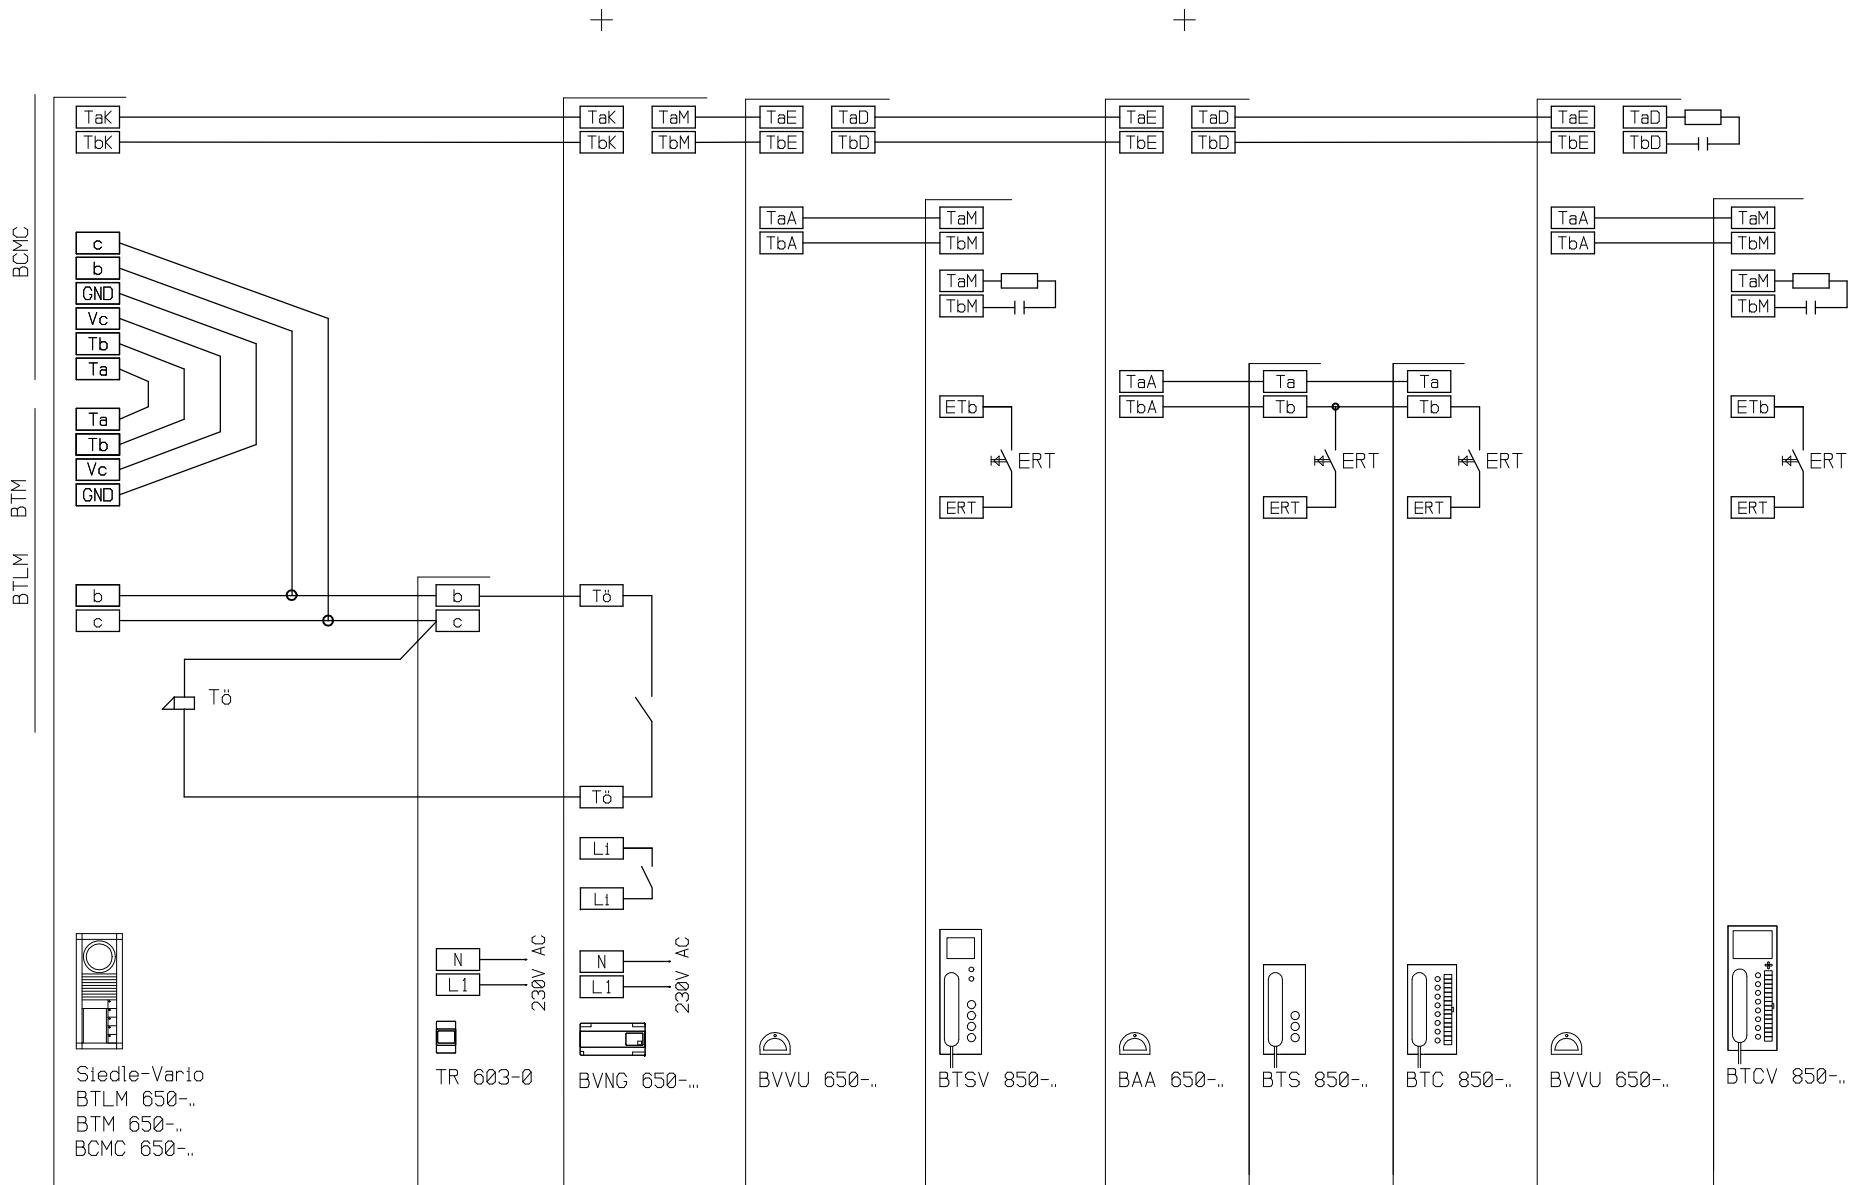 TaK TaK TaM TaE TaD TaE TaD TaE TaD
TbK TbK TbM TbE TbD TbE TbD TbE TbD
TaA TaM TaA TaM
TbA TbM TbA TbM
BCMC
c
b
GND
Vc
Tb
Ta
TaM TaM
TbM TbM
TaA Ta Ta
ETb TbA Tb Tb ETb
Ta
Tb
Vc
GND
BTM
BTLM
ERT ERT ERT ERT
ERT ERT ERT ERT
b b Tö
c c
Tö
Tö
Li
Li
N 230V AC N 230V AC
L1 L1
Siedle-Vario
BTLM 650-..
BTM 650-..
BCMC 650-..
TR 603-0
BVNG 650-...
BVVU 650-..
BTSV 850-..
BAA 650-..
BTS 850-..
BTC 850-..
BVVU 650-..
BTCV 850-..